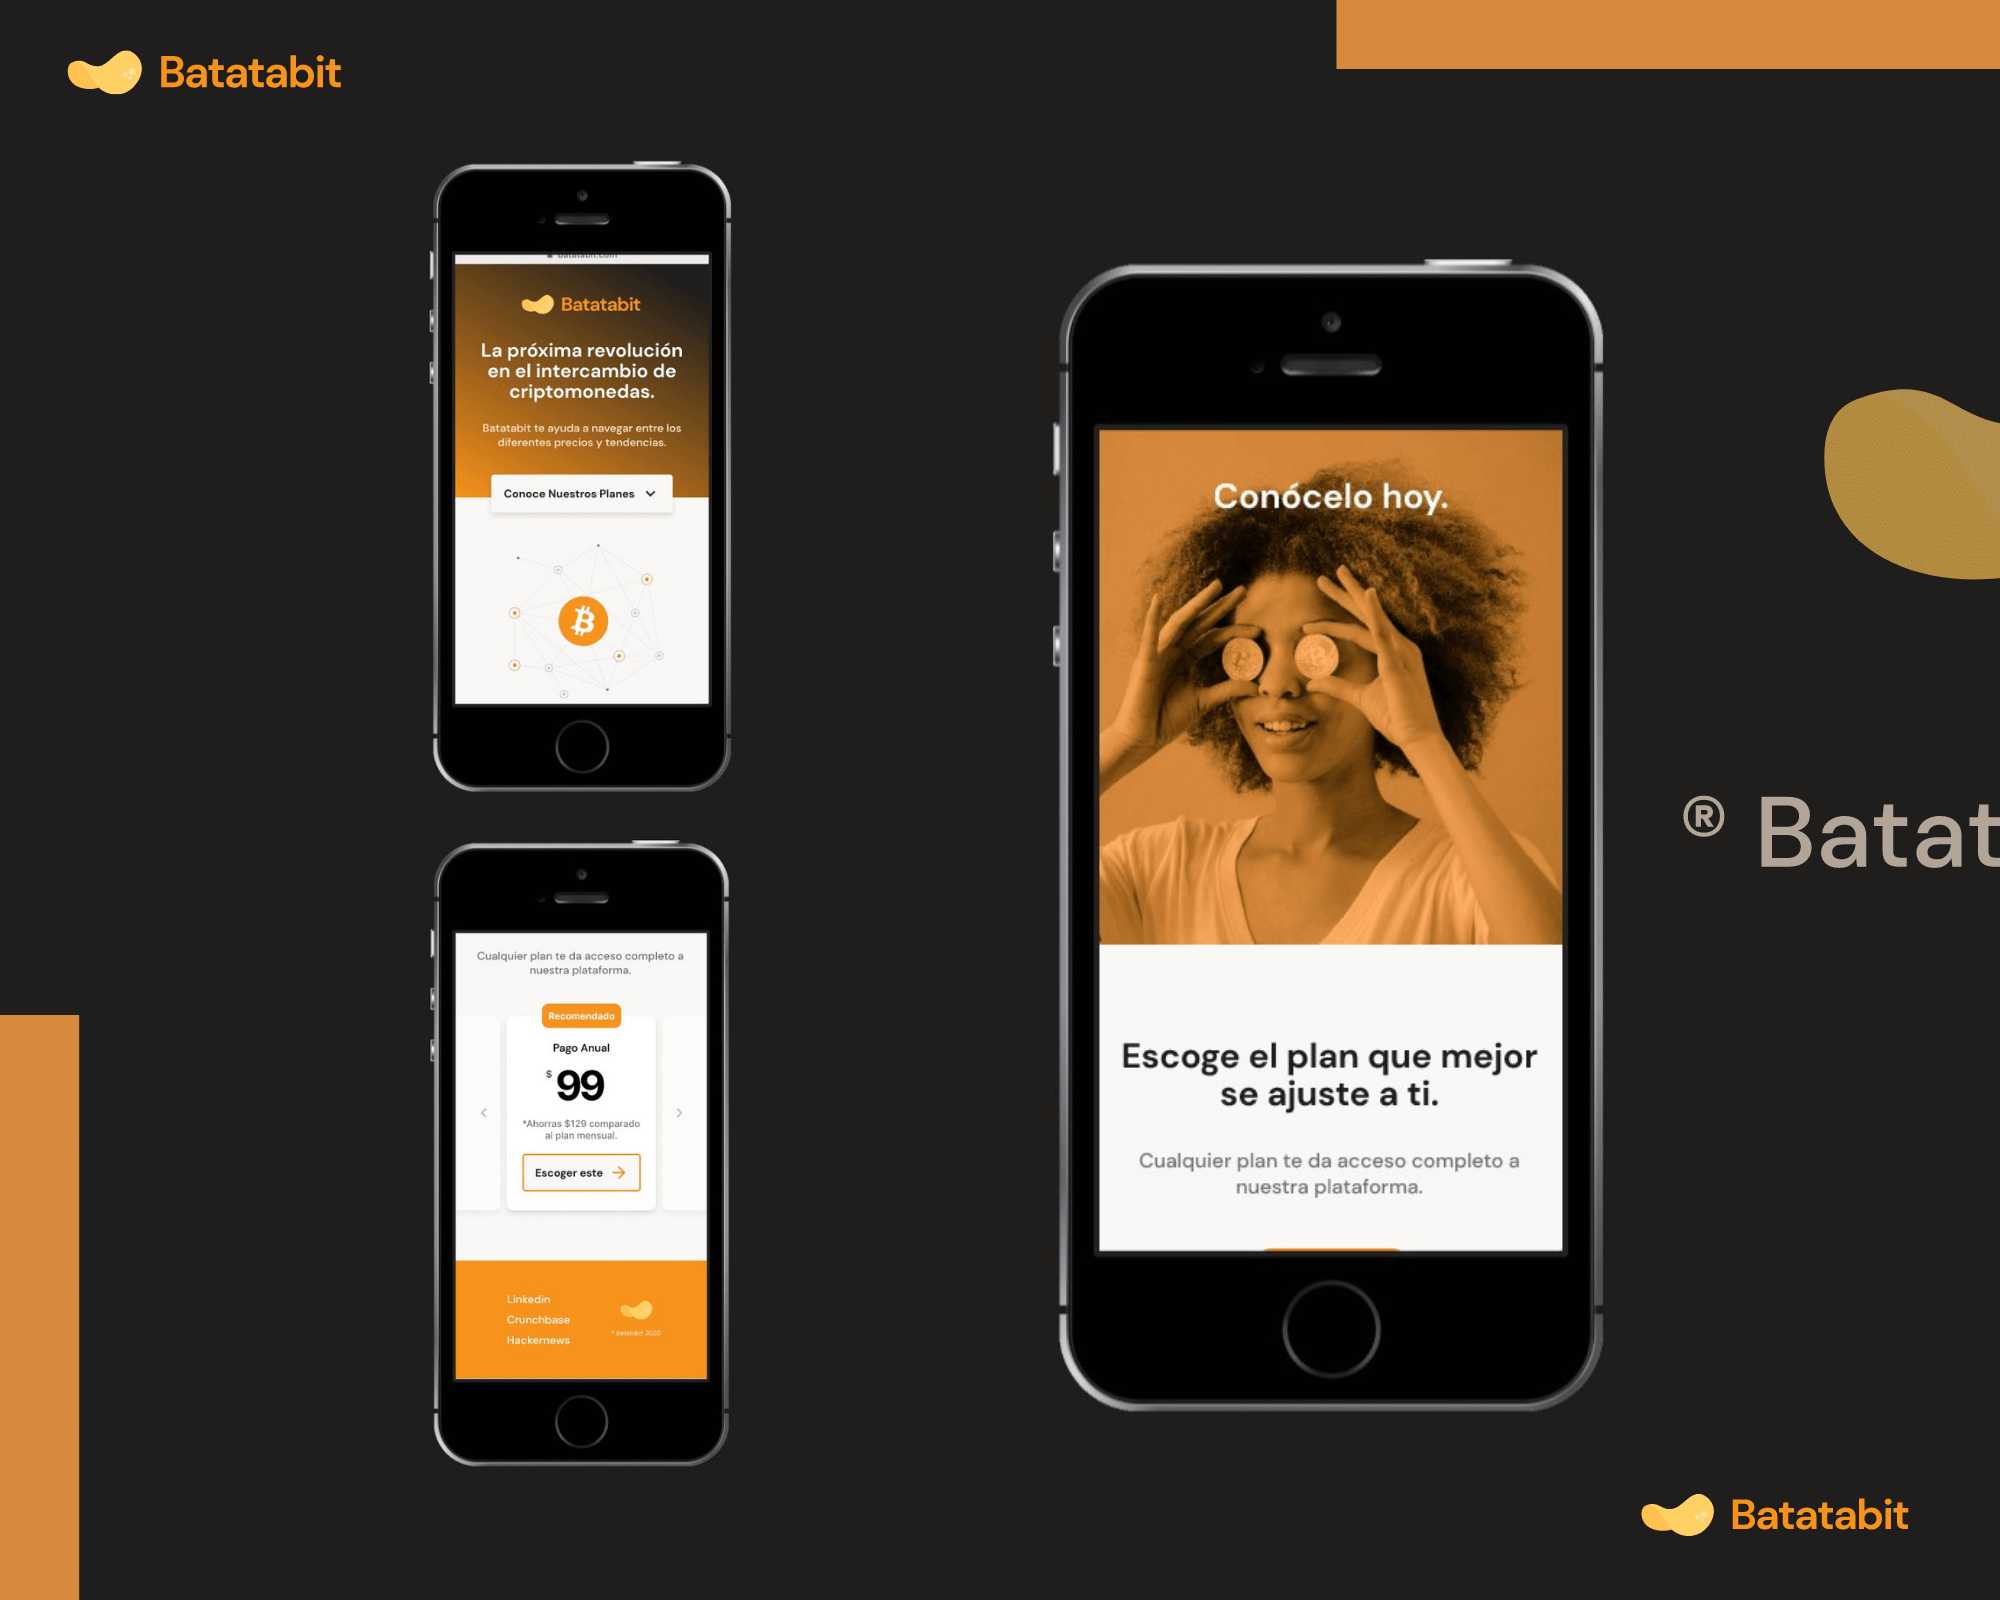 Batatabit
batatabit.com
Batatabit
La próxima revolución
en el intercambio de
criptomonedas.
Batatabit te ayuda a navegar entre los
diferentes precios y tendencias.
Conoce Nuestros Planes
Cualquier plan te da acceso completo a
nuestra plataforma.
Recomendado
Pago Anual
$ 99
*Ahorras $129 comparado
al plan mensual.
Escoger este
Linkedin
Crunchbase
Hackernews
® Batatabit 2020
Conócelo hoy.
Escoge el plan que mejor
se ajuste a ti.
Cualquier plan te da acceso completo a
nuestra plataforma.
® Batat
Batatabit